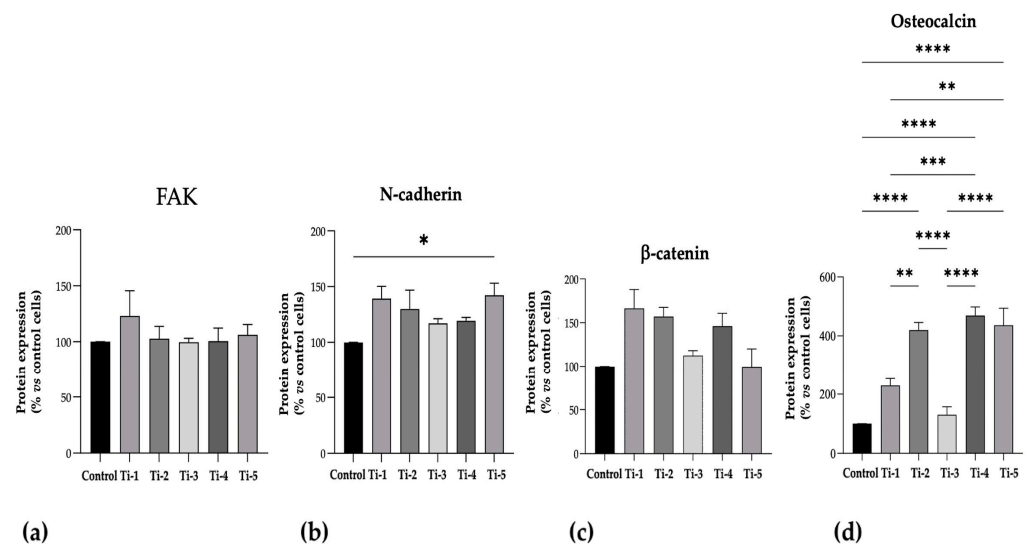 Osteocalcin
****
**
****
***
**** ****
****
** ****
FAK
N-cadherin
*
β-catenin
Protein expression
(% vs control cells)
200
150
100
50
0
Control Ti-1 Ti-2 Ti-3 Ti-4 Ti-5
(a)
Protein expression
(% vs control cells)
200
150
100
50
0
Control Ti-1 Ti-2 Ti-3 Ti-4 Ti-5
(b)
Protein expression
(% vs control cells)
200
150
100
50
0
Control Ti-1 Ti-2 Ti-3 Ti-4 Ti-5
(c)
Protein expression
(% vs control cells)
600
400
200
0
Control Ti-1 Ti-2 Ti-3 Ti-4 Ti-5
(d)